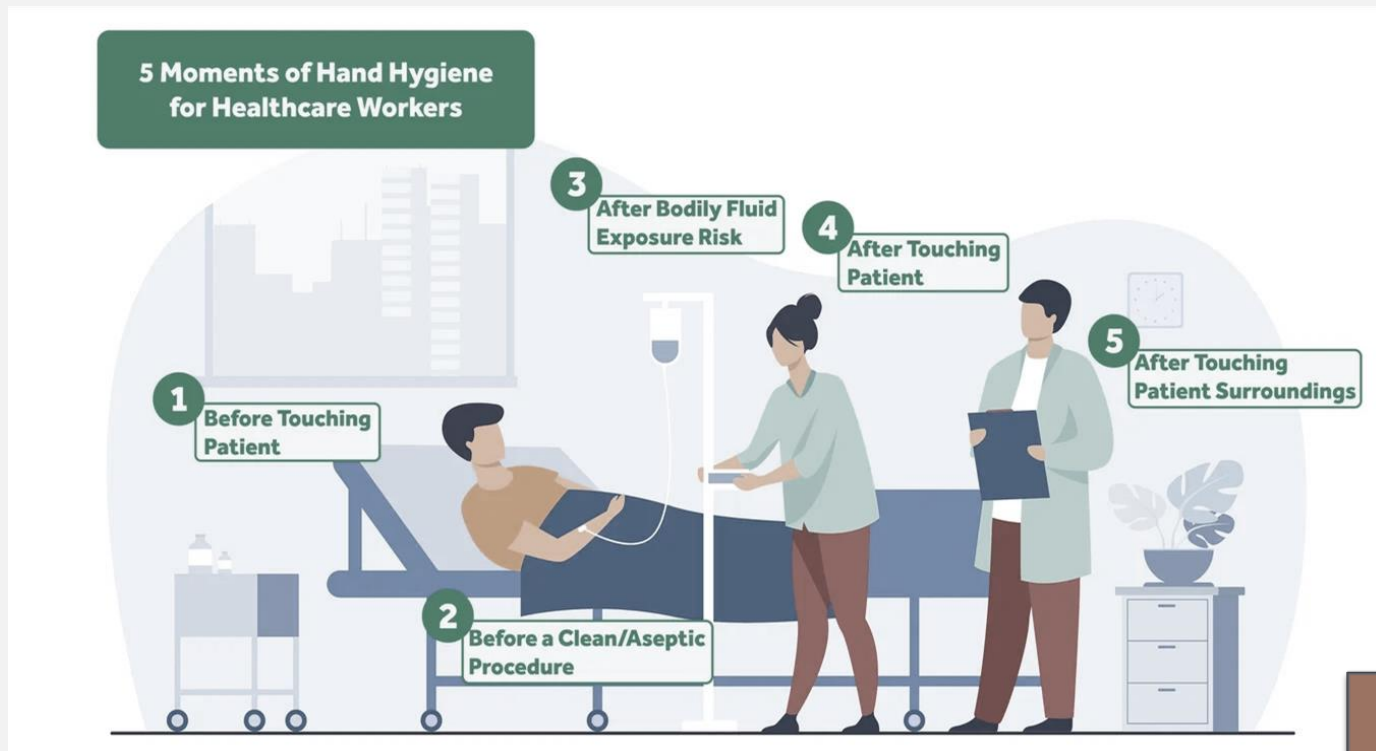 5 Moments of Hand Hygiene
for Healthcare Workers
1
Before Touching
Patient
2
Before a Clean/Aseptic
Procedure
3
After Bodily Fluid
Exposure Risk
4
After Touching
Patient
5
After Touching
Patient Surroundings